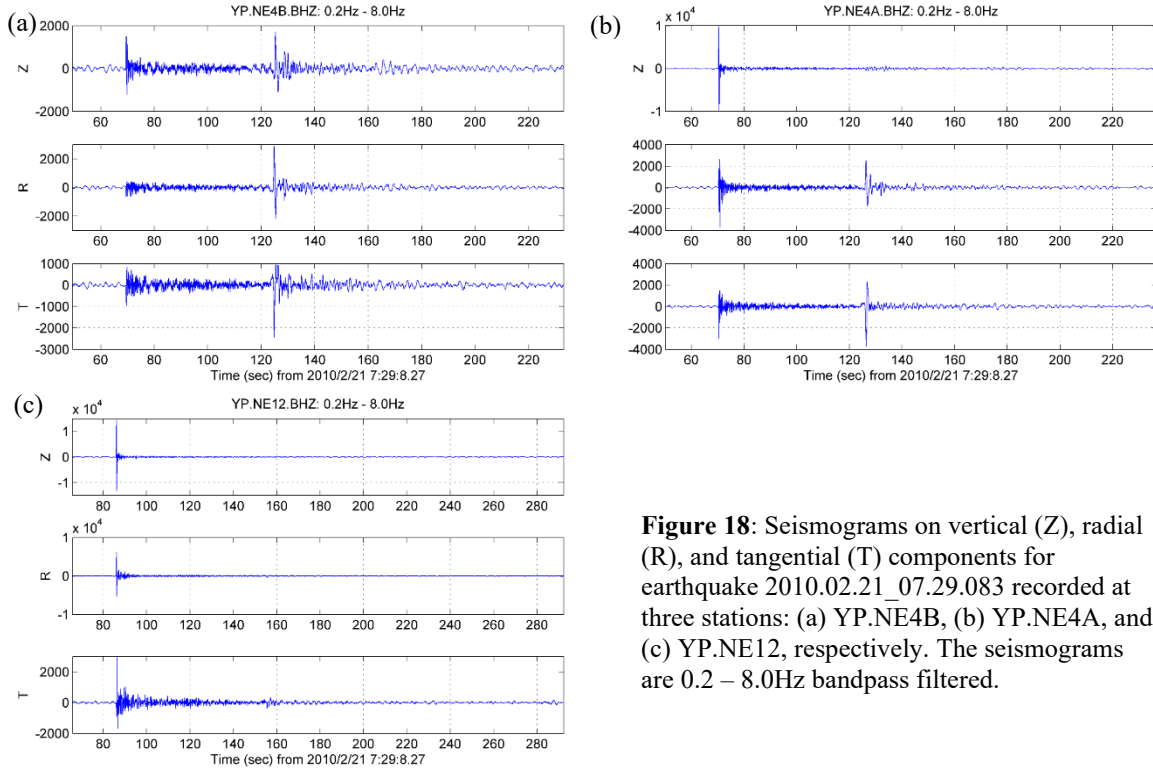 (a)
YP.NE4B.BHZ: 0.2Hz - 8.0Hz
2000
0
-2000
Z
60 80 100 120 140 160 180 200 220
2000
0
-2000
R
60 80 100 120 140 160 180 200 220
1000
0
-1000
-2000
-3000
T
60 80 100 120 140 160 180 200 220
Time (sec) from 2010/2/21 7:29:8.27
(b)
YP.NE4A.BHZ: 0.2Hz - 8.0Hz
x 10^4
1
0
-1
Z
60 80 100 120 140 160 180 200 220
4000
2000
0
-2000
-4000
R
60 80 100 120 140 160 180 200 220
4000
2000
0
-2000
-4000
T
60 80 100 120 140 160 180 200 220
Time (sec) from 2010/2/21 7:29:8.27
(c)
YP.NE12.BHZ: 0.2Hz - 8.0Hz
x 10^4
1
0
-1
Z
80 100 120 140 160 180 200 220 240 260 280
x 10^4
1
0
-1
R
80 100 120 140 160 180 200 220 240 260 280
2000
0
-2000
T
80 100 120 140 160 180 200 220 240 260 280
Time (sec) from 2010/2/21 7:29:8.27
Figure 18: Seismograms on vertical (Z), radial
(R), and tangential (T) components for
earthquake 2010.02.21_07.29.083 recorded at
three stations: (a) YP.NE4B, (b) YP.NE4A, and
(c) YP.NE12, respectively. The seismograms
are 0.2 – 8.0Hz bandpass filtered.